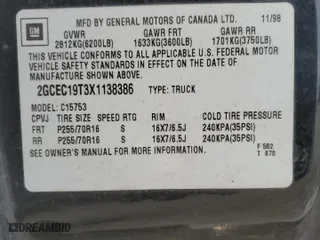 GM
MFD BY GENERAL MOTORS OF CANADA LTD/ 11/98
GVWR GAWR FRT GAWR RR
2812KG(6200LB) 1633KG(3600LB) 1701KG(3750LB)
THIS VEHICLE CONFORMS TO ALL APPLICABLE U.S. FEDERAL MOTOR
VEHICLE SAFETY STANDARDS IN EFFECT ON THE DATE OF
MANUFACTURE SHOWN ABOVE.
2GCEC19T3X1138386 TYPE: TRUCK
MODEL: C15753
CPVJ TIRE SIZE SPEED RTG RIM COLD TIRE PRESSURE
FRT P255/70R16 S 16X7/6.5J 240KPA(35PSI)
RR P255/70R16 S 16X7/6.5J 240KPA(35PSI)
SEE OWNER'S MANUAL FOR MORE INFORMATION.
F 502
T 870
DREAMBID